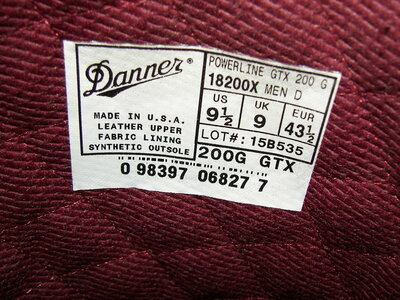 Danner®
MADE IN U.S.A.
LEATHER UPPER
FABRIC LINING
SYNTHETIC OUTSOLE
POWERLINE GTX 200 G
18200X MEN D
US UK EUR
9½ 9 43½
LOT#: 15B535
200G GTX
0 98397 06827 7